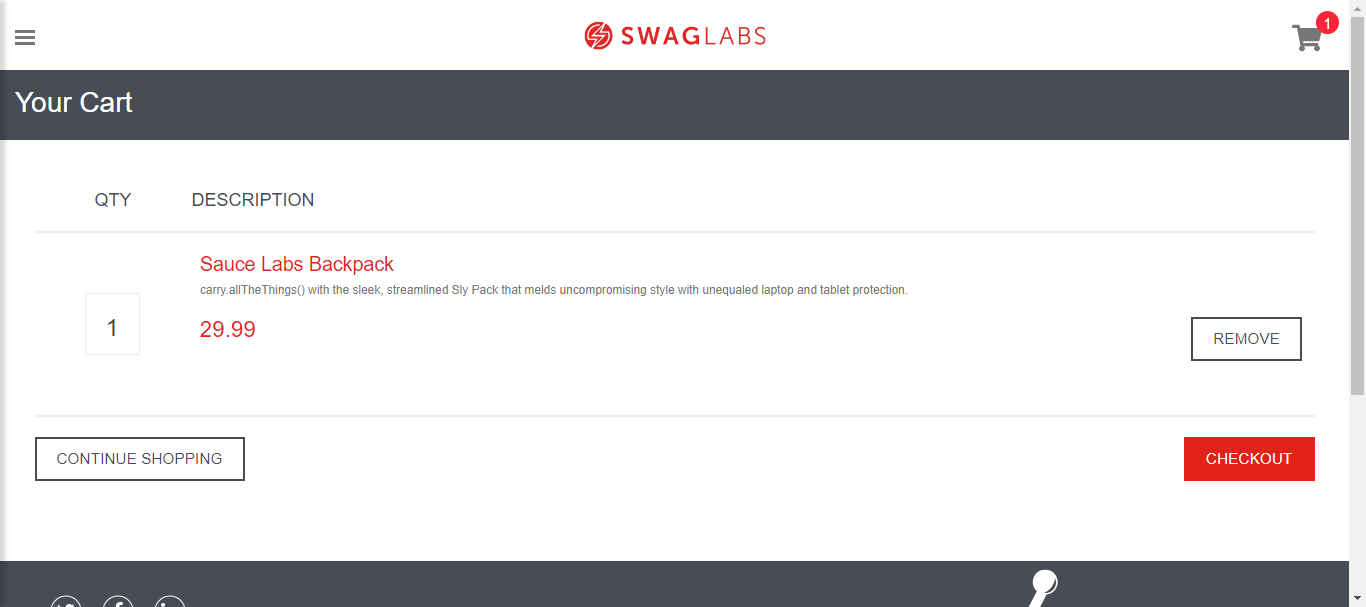 SWAGLABS
1
Your Cart
QTY DESCRIPTION
Sauce Labs Backpack
carry.allTheThings() with the sleek, streamlined Sly Pack that melds uncompromising style with unequaled laptop and tablet protection.
1
29.99
REMOVE
CONTINUE SHOPPING
CHECKOUT